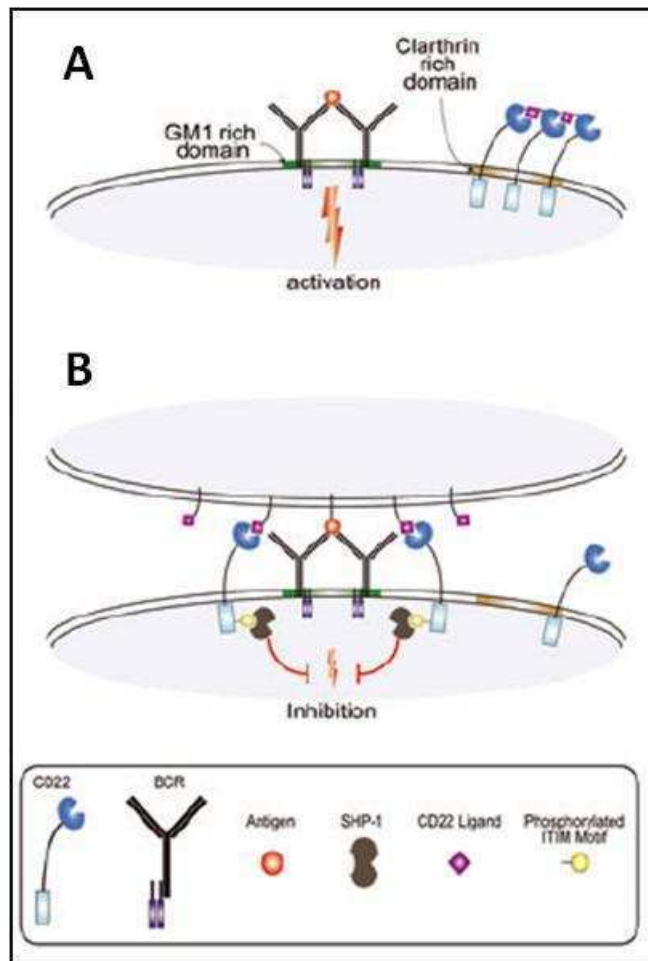 A
Clarthrin
rich
domain
GM1 rich
domain
activation
B
Inhibition
CD22
BCR
Antigen
SHP-1
CD22 Ligand
Phosphorylated
ITIM Motif